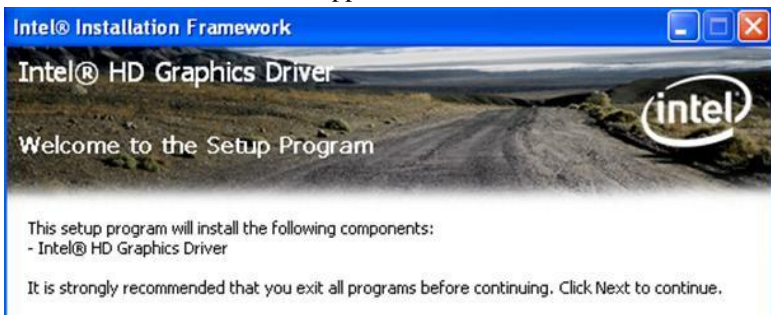 Intel® Installation Framework
Intel® HD Graphics Driver
intel
Welcome to the Setup Program
This setup program will install the following components:
- Intel® HD Graphics Driver
It is strongly recommended that you exit all programs before continuing. Click Next to continue.